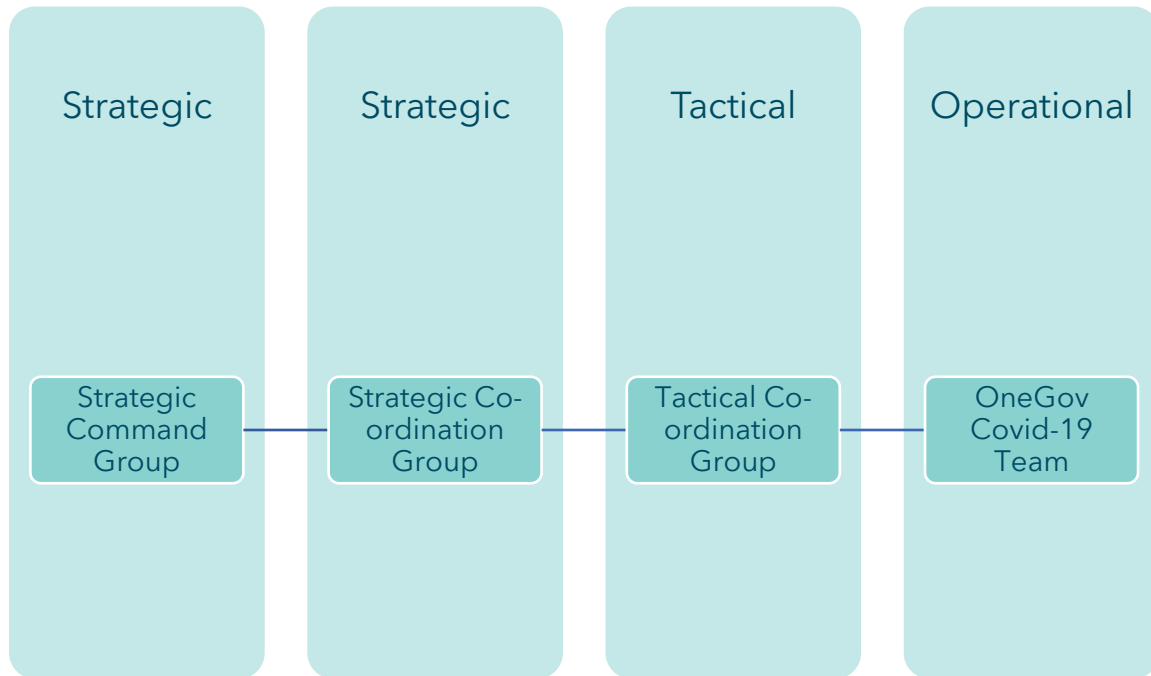 Strategic
Strategic
Tactical
Operational
Strategic
Command
Group
Strategic Co-
ordination
Group
Tactical Co-
ordination
Group
OneGov
Covid-19
Team